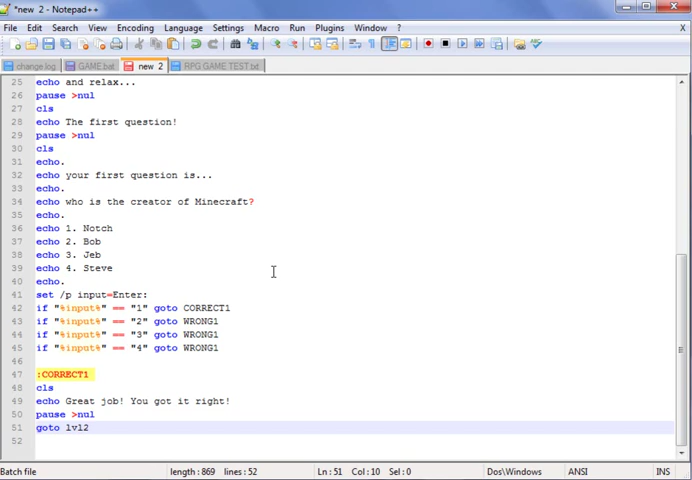 *new 2 - Notepad++
File Edit Search View Encoding Language Settings Macro Run Plugins Window ? X
change.log GAME.bat new 2 RPG GAME TEST.txt
25 echo and relax...
26 pause >nul
27 cls
28 echo The first question!
29 pause >nul
30 cls
31 echo.
32 echo your first question is...
33 echo.
34 echo who is the creator of Minecraft?
35 echo.
36 echo 1. Notch
37 echo 2. Bob
38 echo 3. Jeb
39 echo 4. Steve
40 echo.
41 set /p input=Enter:
42 if "%input%" == "1" goto CORRECT1
43 if "%input%" == "2" goto WRONG1
44 if "%input%" == "3" goto WRONG1
45 if "%input%" == "4" goto WRONG1
46
47 :CORRECT1
48 cls
49 echo Great job! You got it right!
50 pause >nul
51 goto lvl2
52
Batch file length : 869 lines : 52 Ln : 51 Col : 10 Sel : 0 Dos\Windows ANSI INS